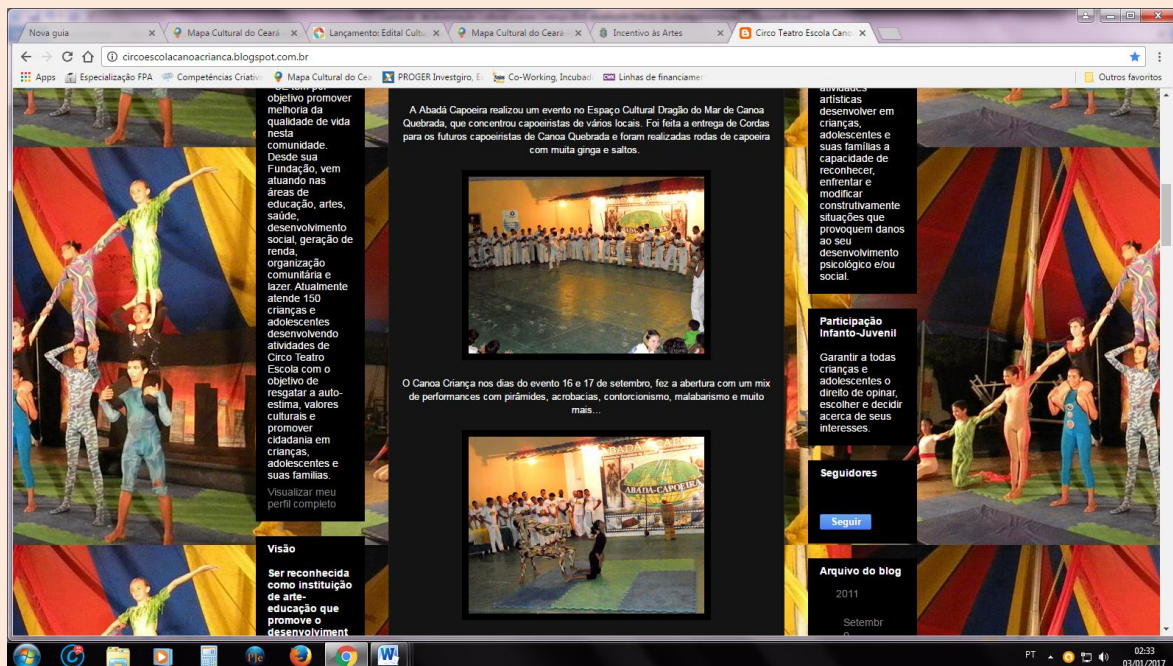 Nova guia
Mapa Cultural do Ceará
Lançamento: Edital Cultu
Mapa Cultural do Ceará
Incentivo às Artes
Circo Teatro Escola Cano
circoescolacanoacrianca.blogspot.com.br
Apps
Especialização FPA
Competências Criativ
Mapa Cultural do Cea
PROGER Investgiro, E
Co-Working, Incubad
Linhas de financiamen
Outros favoritos
objetivo promover
melhoria da
qualidade de vida
nesta
comunidade.
Desde sua
Fundação, vem
atuando nas
áreas de
educação, artes,
saúde,
desenvolvimento
social, geração de
renda,
organização
comunitária e
lazer. Atualmente
atende 150
crianças e
adolescentes
desenvolvendo
atividades de
Circo Teatro
Escola com o
objetivo de
resgatar a auto-
estima, valores
culturais e
promover
cidadania em
crianças,
adolescentes e
suas familias.
Visualizar meu
perfil completo
Visão
Ser reconhecida
como instituição
de arte-
educação que
promove o
desenvolviment
A Abadá Capoeira realizou um evento no Espaço Cultural Dragão do Mar de Canoa
Quebrada, que concentrou capoeiristas de vários locais. Foi feita a entrega de Cordas
para os futuros capoeiristas de Canoa Quebrada e foram realizadas rodas de capoeira
com muita ginga e saltos.
O Canoa Criança nos dias do evento 16 e 17 de setembro, fez a abertura com um mix
de performances com pirâmides, acrobacias, contorcionismo, malabarismo e muito
mais...
ABADÁ-CAPOEIRA
atividades
artísticas
desenvolver em
crianças,
adolescentes e
suas famílias a
capacidade de
reconhecer,
enfrentar e
modificar
construtivamente
situações que
provoquem danos
ao seu
desenvolvimento
psicológico e/ou
social.
Participação
Infanto-Juvenil
Garantir a todas
crianças e
adolescentes o
direito de opinar,
escolher e decidir
acerca de seus
interesses.
Seguidores
Seguir
Arquivo do blog
2011
Setembr
o
PT
02:33
03/01/2017